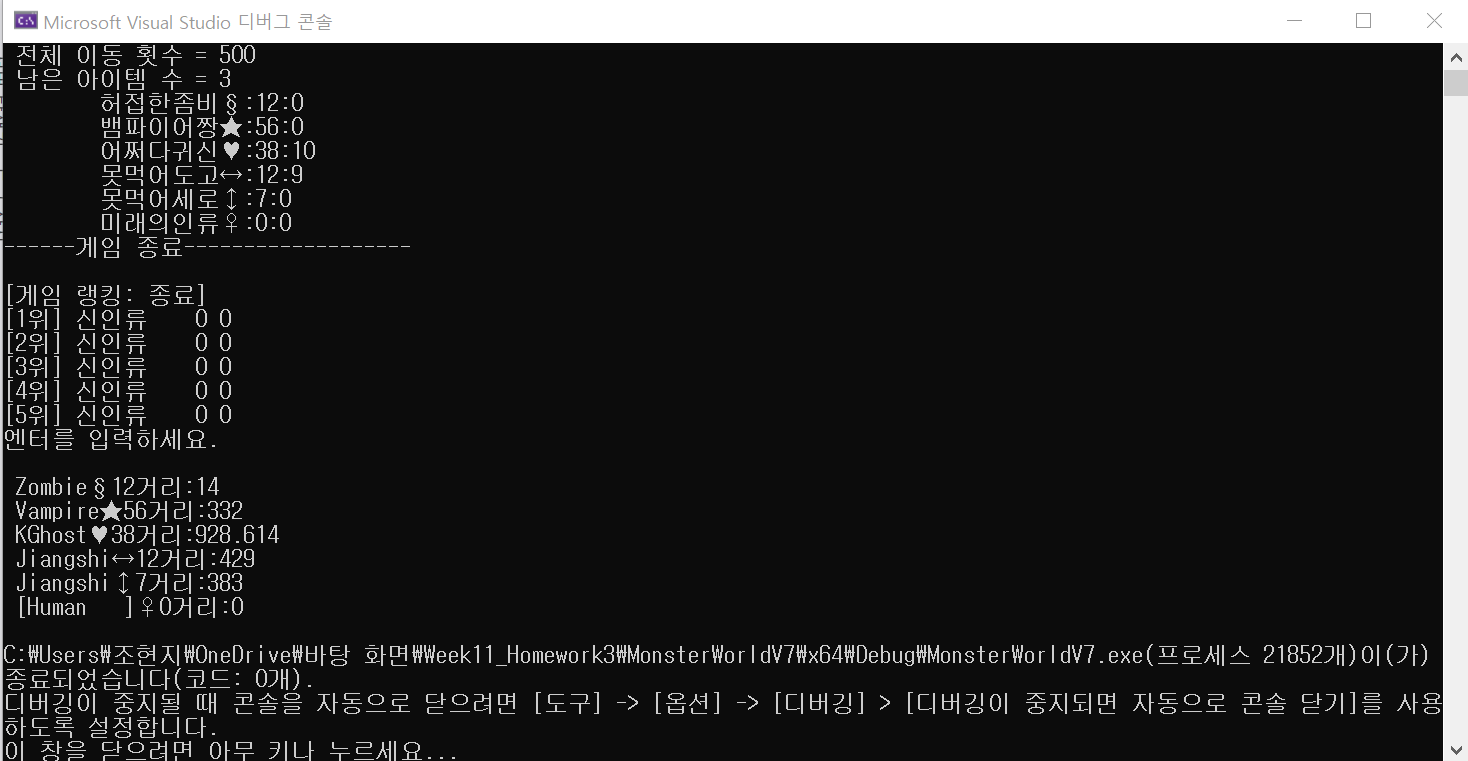 Microsoft Visual Studio 디버그 콘솔
전체 이동 횟수 = 500
남은 아이템 수 = 3
허접한좀비§:12:0
뱀파이어짱★:56:0
어쩌다귀신♥:38:10
못먹어도고↔:12:9
못먹어세로↕:7:0
미래의인류♀:0:0
------게임 종료-------------------
[게임 랭킹: 종료]
[1위] 신인류    0 0
[2위] 신인류    0 0
[3위] 신인류    0 0
[4위] 신인류    0 0
[5위] 신인류    0 0
엔터를 입력하세요.
Zombie§12거리:14
Vampire★56거리:332
KGhost♥38거리:928.614
Jiangshi↔12거리:429
Jiangshi↕7거리:383
[Human   ]♀0거리:0
C:₩Users₩조현지₩OneDrive₩바탕 화면₩Week11_Homework3₩MonsterWorldV7₩x64₩Debug₩MonsterWorldV7.exe(프로세스 21852개)이(가)
종료되었습니다(코드: 0개).
디버깅이 중지될 때 콘솔을 자동으로 닫으려면 [도구] -> [옵션] -> [디버깅] > [디버깅이 중지되면 자동으로 콘솔 닫기]를 사용
하도록 설정합니다.
이 창을 닫으려면 아무 키나 누르세요...